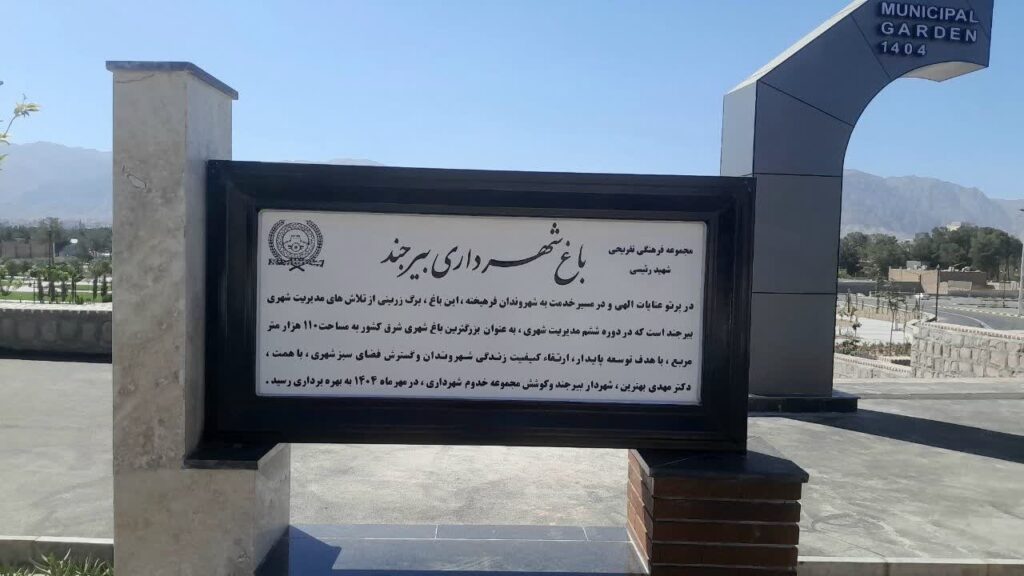 MUNICIPAL
GARDEN
1404
مجموعه فرهنگی تفریحی
شهید رئیسی
باغ شهرداری بیرجند
در پرتو عنایات الهی و در مسیر خدمت به شهروندان فرهیخته ، این باغ ، برگ زرینی از تلاش های مدیریت شهری
بیرجند است که در دوره ششم مدیریت شهری ، به عنوان بزرگترین باغ شهری شرق کشور به مساحت ۱۱۰ هزار متر
مربع ، با هدف توسعه پایدار ، ارتقاء کیفیت زندگی شهروندان و گسترش فضای سبز شهری ، با همت ،
دکتر مهدی بهترین ، شهردار بیرجند و کوشش مجموعه خدوم شهرداری ، در مهر ماه ۱۴۰۴ به بهره برداری رسید .